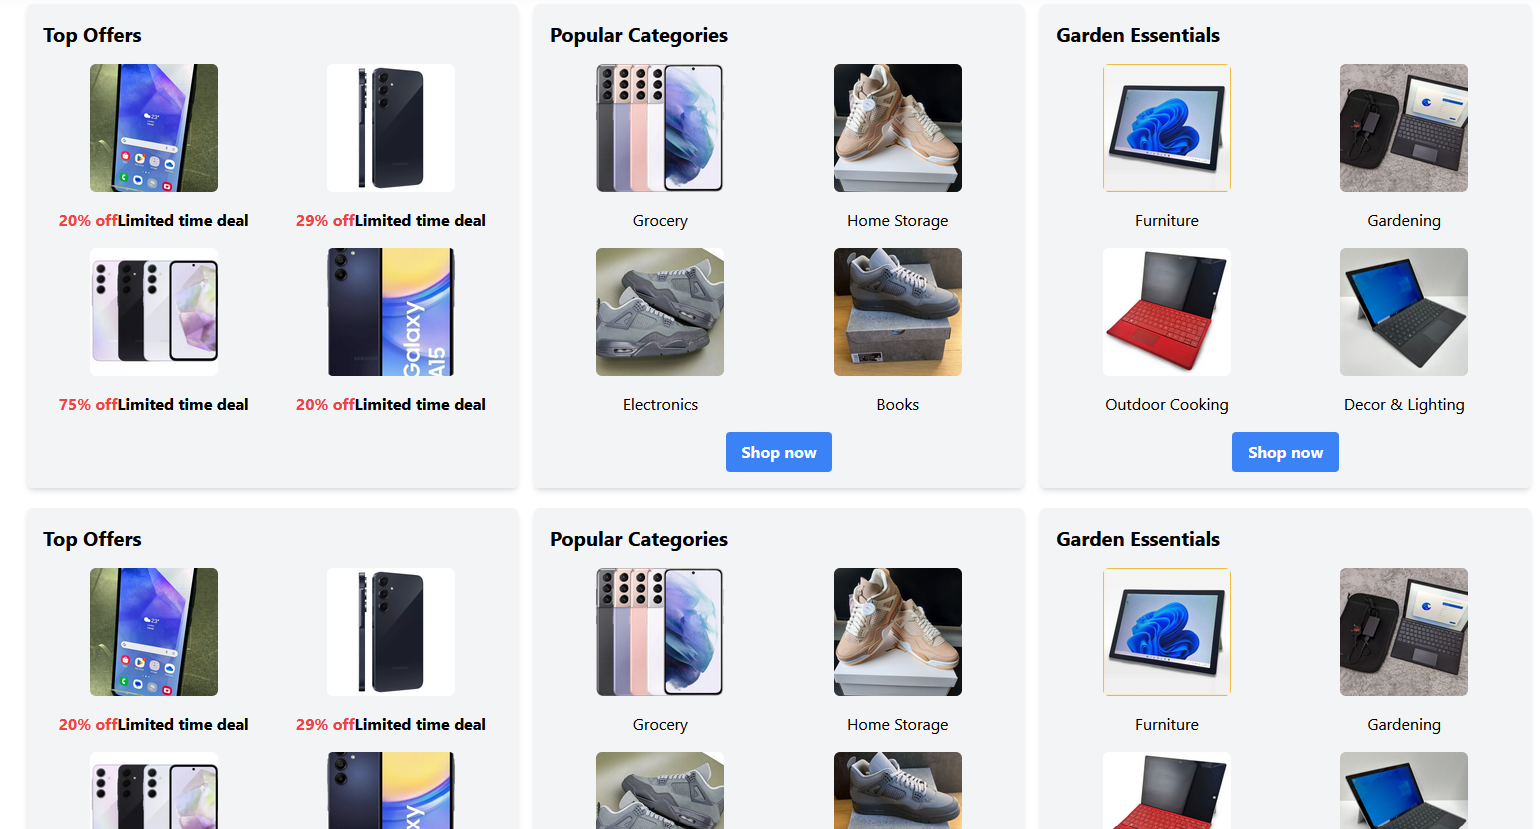 Top Offers
20% offLimited time deal
29% offLimited time deal
75% offLimited time deal
20% offLimited time deal
Galaxy
A15
Popular Categories
Grocery
Home Storage
Electronics
Books
Shop now
Garden Essentials
Furniture
Gardening
Outdoor Cooking
Decor & Lighting
Shop now
Top Offers
20% offLimited time deal
29% offLimited time deal
Popular Categories
Grocery
Home Storage
Garden Essentials
Furniture
Gardening